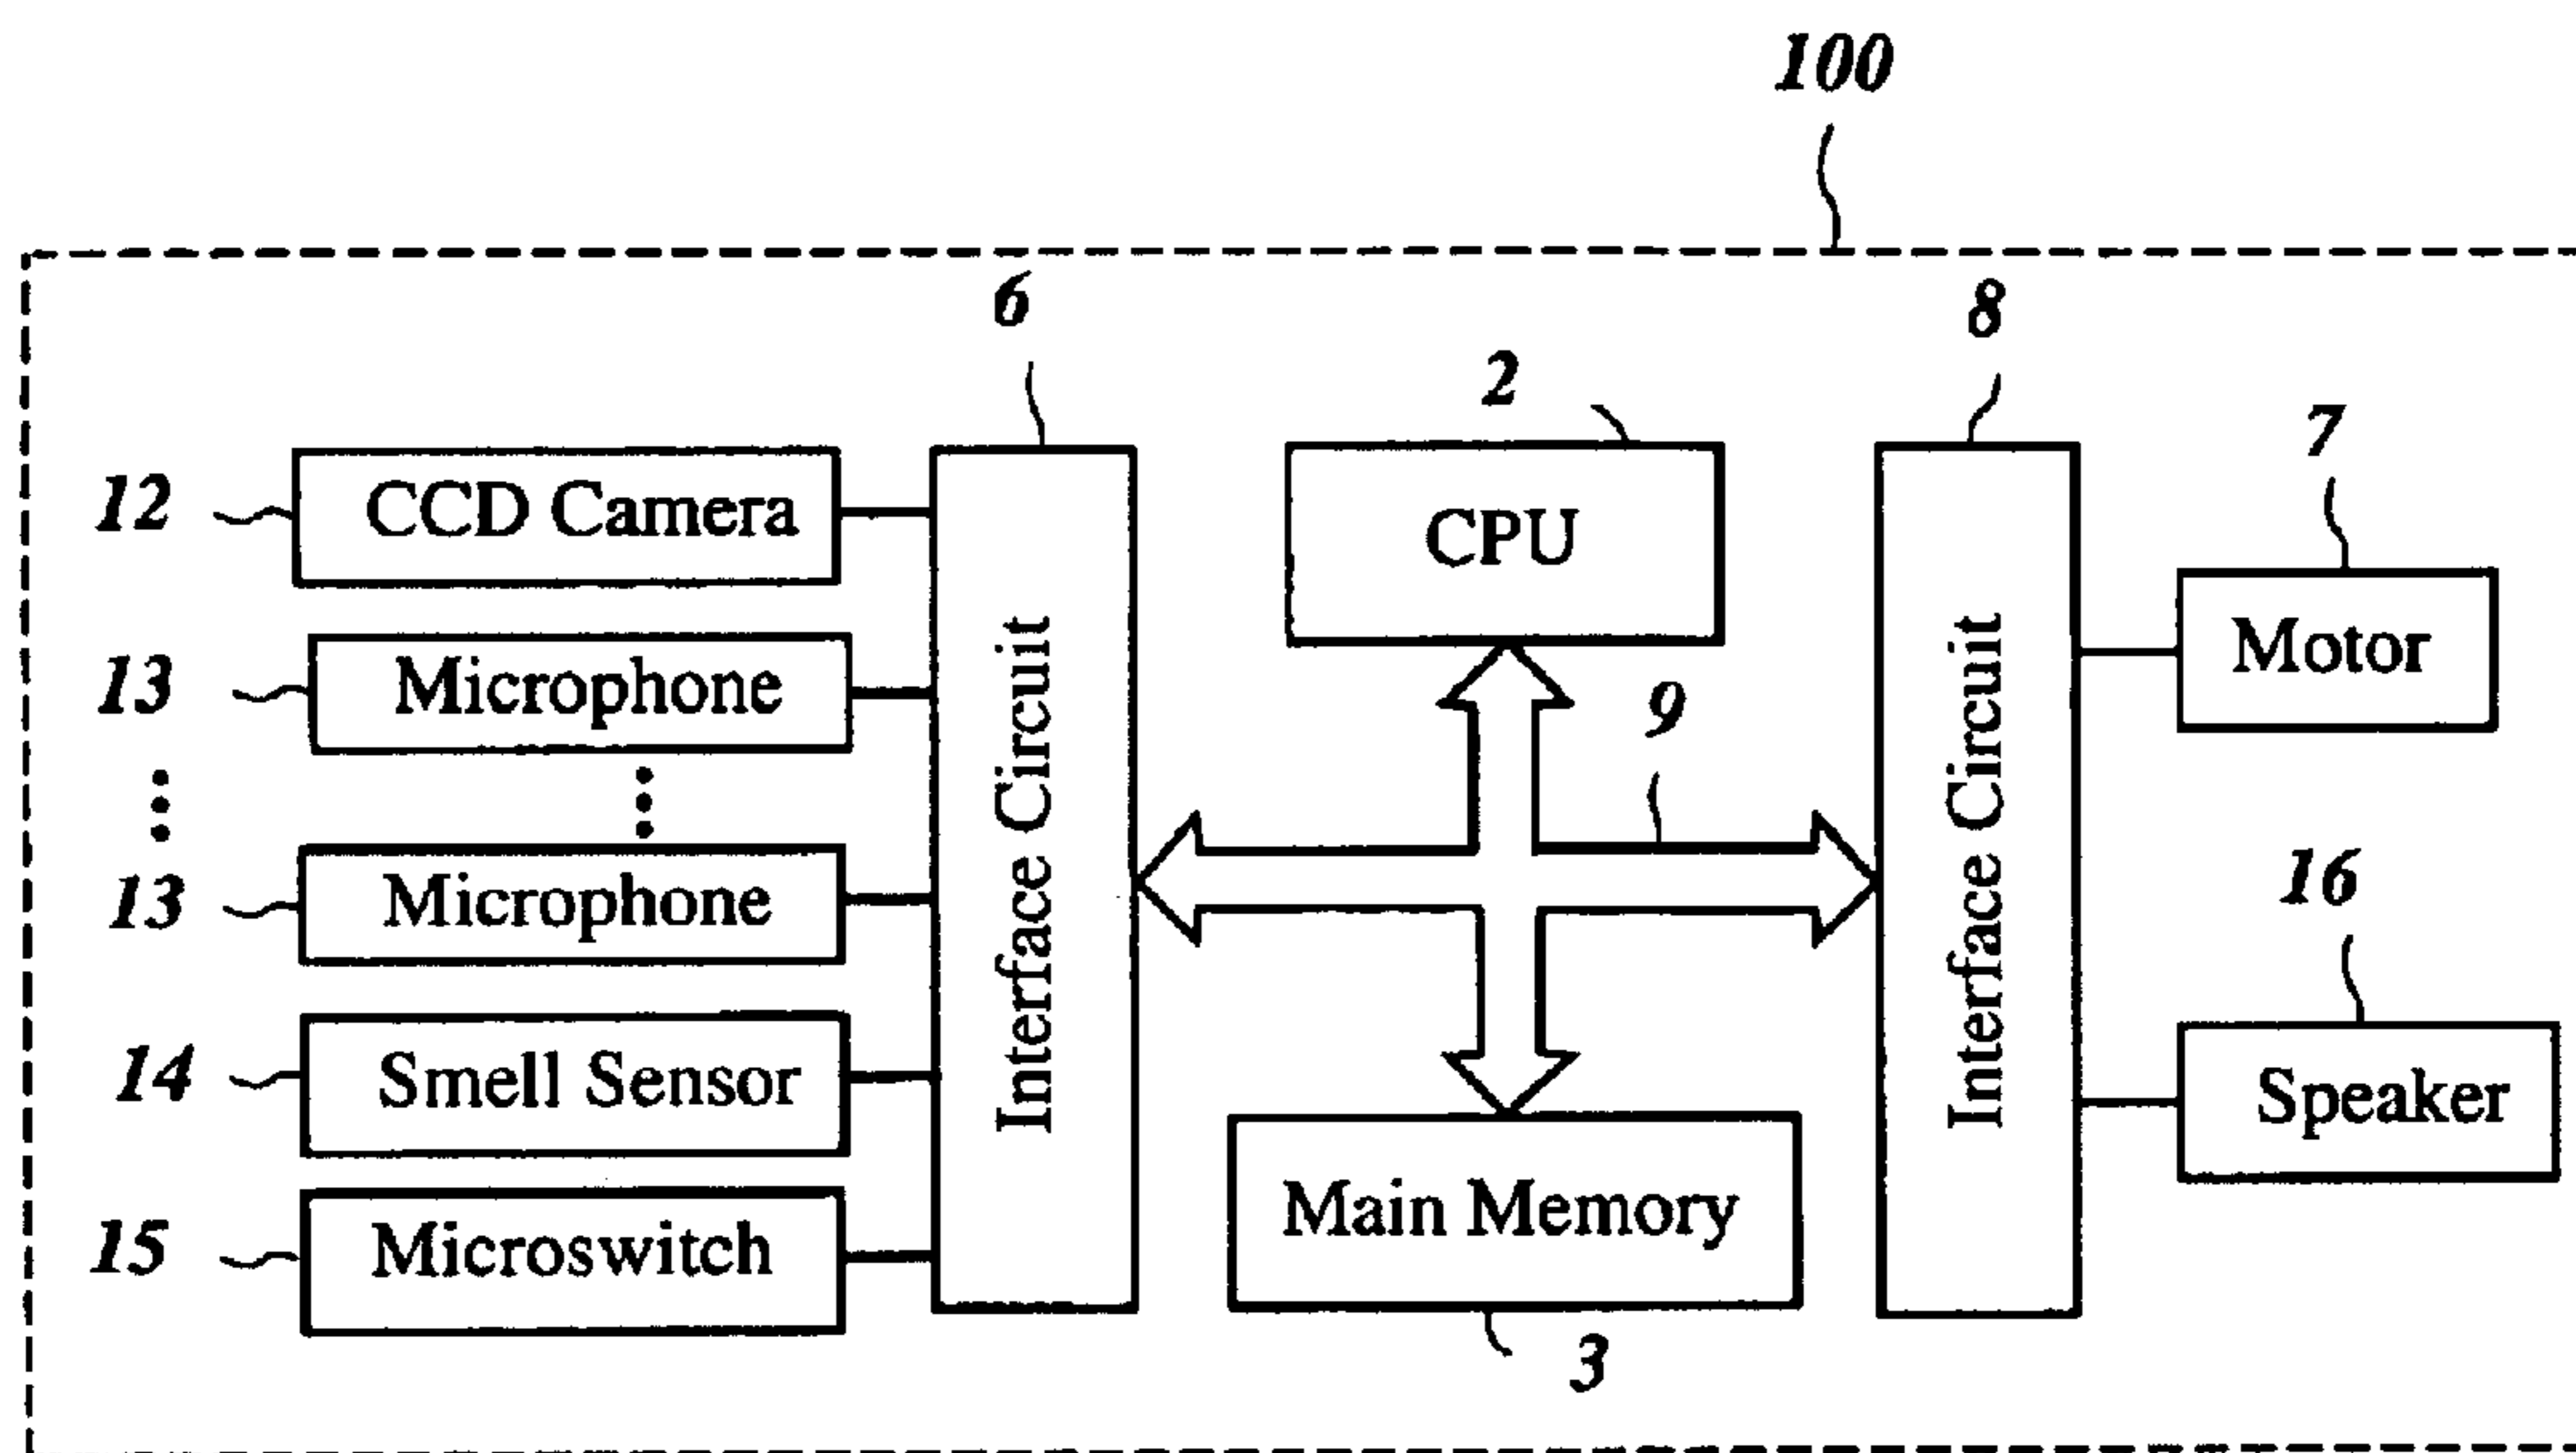 100
6
8
2
7
12
CCD Camera
CPU
13
Microphone
Motor
9
Interface Circuit
Interface Circuit
13
Microphone
16
14
Smell Sensor
Speaker
Main Memory
15
Microswitch
3